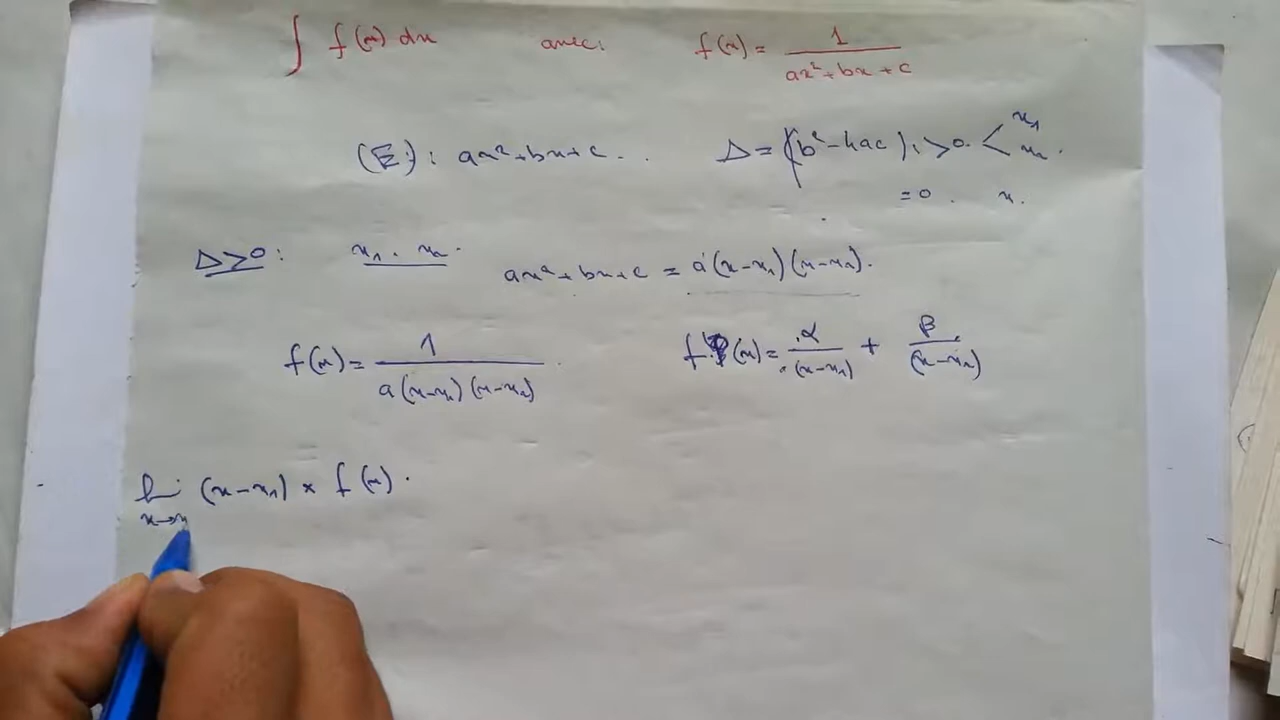 ∫ f(x) dx avec: f(x) = 1 / (ax² + bx + c)
(E): ax² + bx + c . . Δ = (b² - 4ac) : > 0 . < x₁ x₂ .
= 0 . x .
Δ > 0 : x₁ . x₂ .
ax² + bx + c = a(x - x₁)(x - x₂).
f(x) = 1 / (a(x - x₁)(x - x₂)) f (x) = α / (x - x₁) + β / (x - x₂)
lim (x - x₁) × f(x) .
x → x